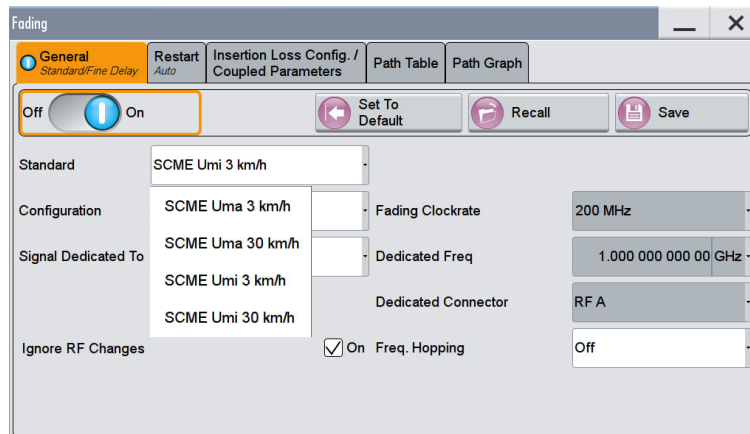 Fading
General
Standard/Fine Delay
Restart
Auto
Insertion Loss Config. /
Coupled Parameters
Path Table
Path Graph
Off
On
Set To
Default
Recall
Save
Standard
SCME Umi 3 km/h
Configuration
SCME Uma 3 km/h
SCME Uma 30 km/h
SCME Umi 3 km/h
SCME Umi 30 km/h
Fading Clockrate
200 MHz
Signal Dedicated To
Dedicated Freq
1.000 000 000 00 GHz
Dedicated Connector
RF A
Ignore RF Changes
On
Freq. Hopping
Off